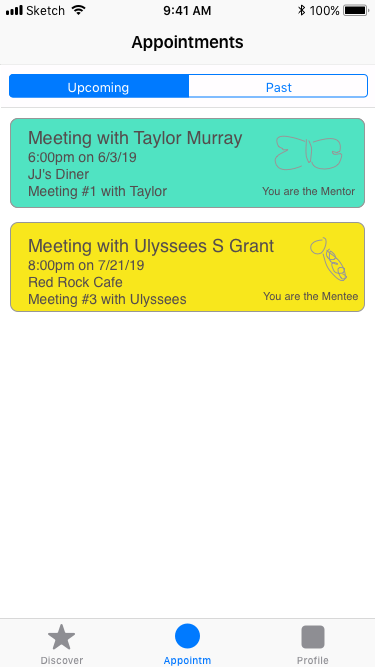 Sketch 9:41 AM 100%
Appointments
Upcoming Past
Meeting with Taylor Murray
6:00pm on 6/3/19
JJ's Diner
Meeting #1 with Taylor
You are the Mentor
Meeting with Ulyssees S Grant
8:00pm on 7/21/19
Red Rock Cafe
Meeting #3 with Ulyssees
You are the Mentee
Discover Appointm Profile